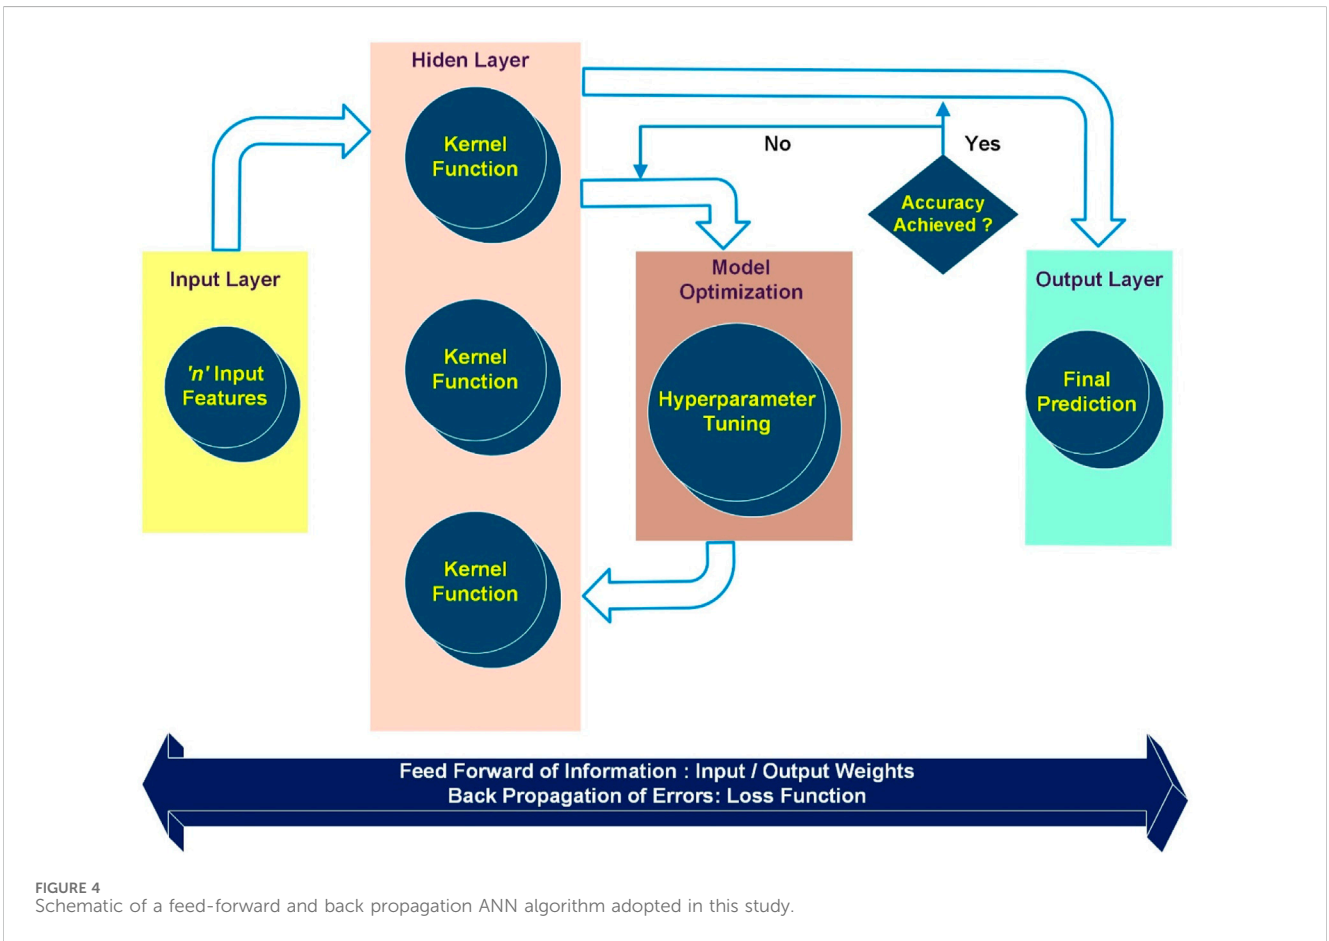 Hiden Layer
Kernel
Function
No
Yes
Accuracy
Achieved ?
Input Layer
'n' Input
Features
Kernel
Function
Model
Optimization
Hyperparameter
Tuning
Output Layer
Final
Prediction
Kernel
Function
Feed Forward of Information : Input / Output Weights
Back Propagation of Errors: Loss Function
FIGURE 4
Schematic of a feed-forward and back propagation ANN algorithm adopted in this study.